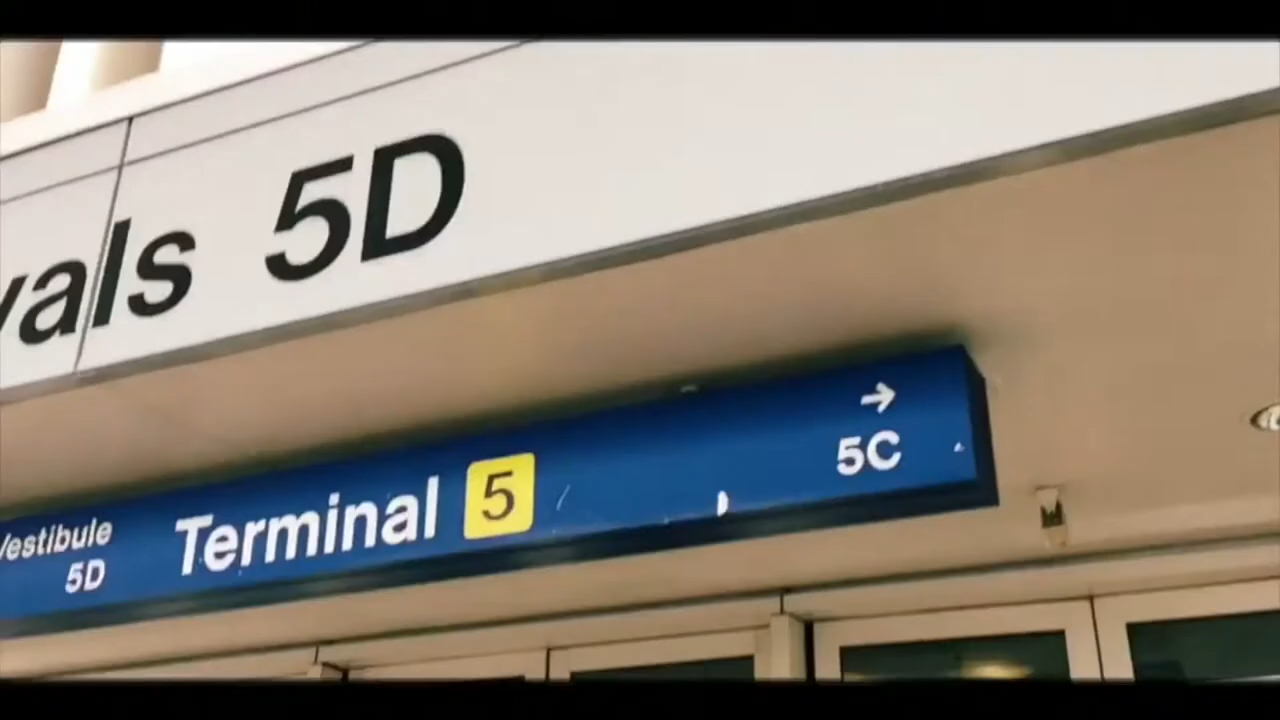 vals 5D
Vestibule
5D
Terminal 5
→
5C